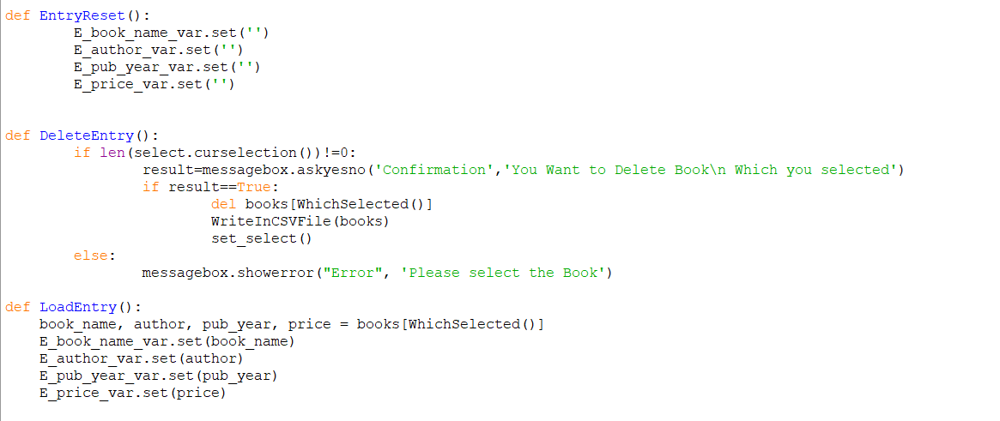 def EntryReset():
        E_book_name_var.set('')
        E_author_var.set('')
        E_pub_year_var.set('')
        E_price_var.set('')
def DeleteEntry():
        if len(select.curselection())!=0:
                result=messagebox.askyesno('Confirmation','You Want to Delete Book\n Which you selected')
                if result==True:
                        del books[WhichSelected()]
                        WriteInCSVFile(books)
                        set_select()
        else:
                messagebox.showerror("Error", 'Please select the Book')
def LoadEntry():
    book_name, author, pub_year, price = books[WhichSelected()]
    E_book_name_var.set(book_name)
    E_author_var.set(author)
    E_pub_year_var.set(pub_year)
    E_price_var.set(price)